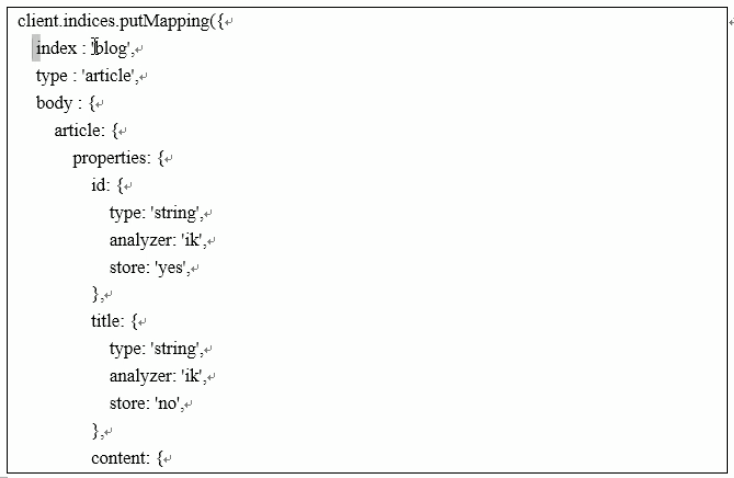 client.indices.putMapping({
index : 'blog',
type : 'article',
body : {
article: {
properties: {
id: {
type: 'string',
analyzer: 'ik',
store: 'yes',
},
title: {
type: 'string',
analyzer: 'ik',
store: 'no',
},
content: {